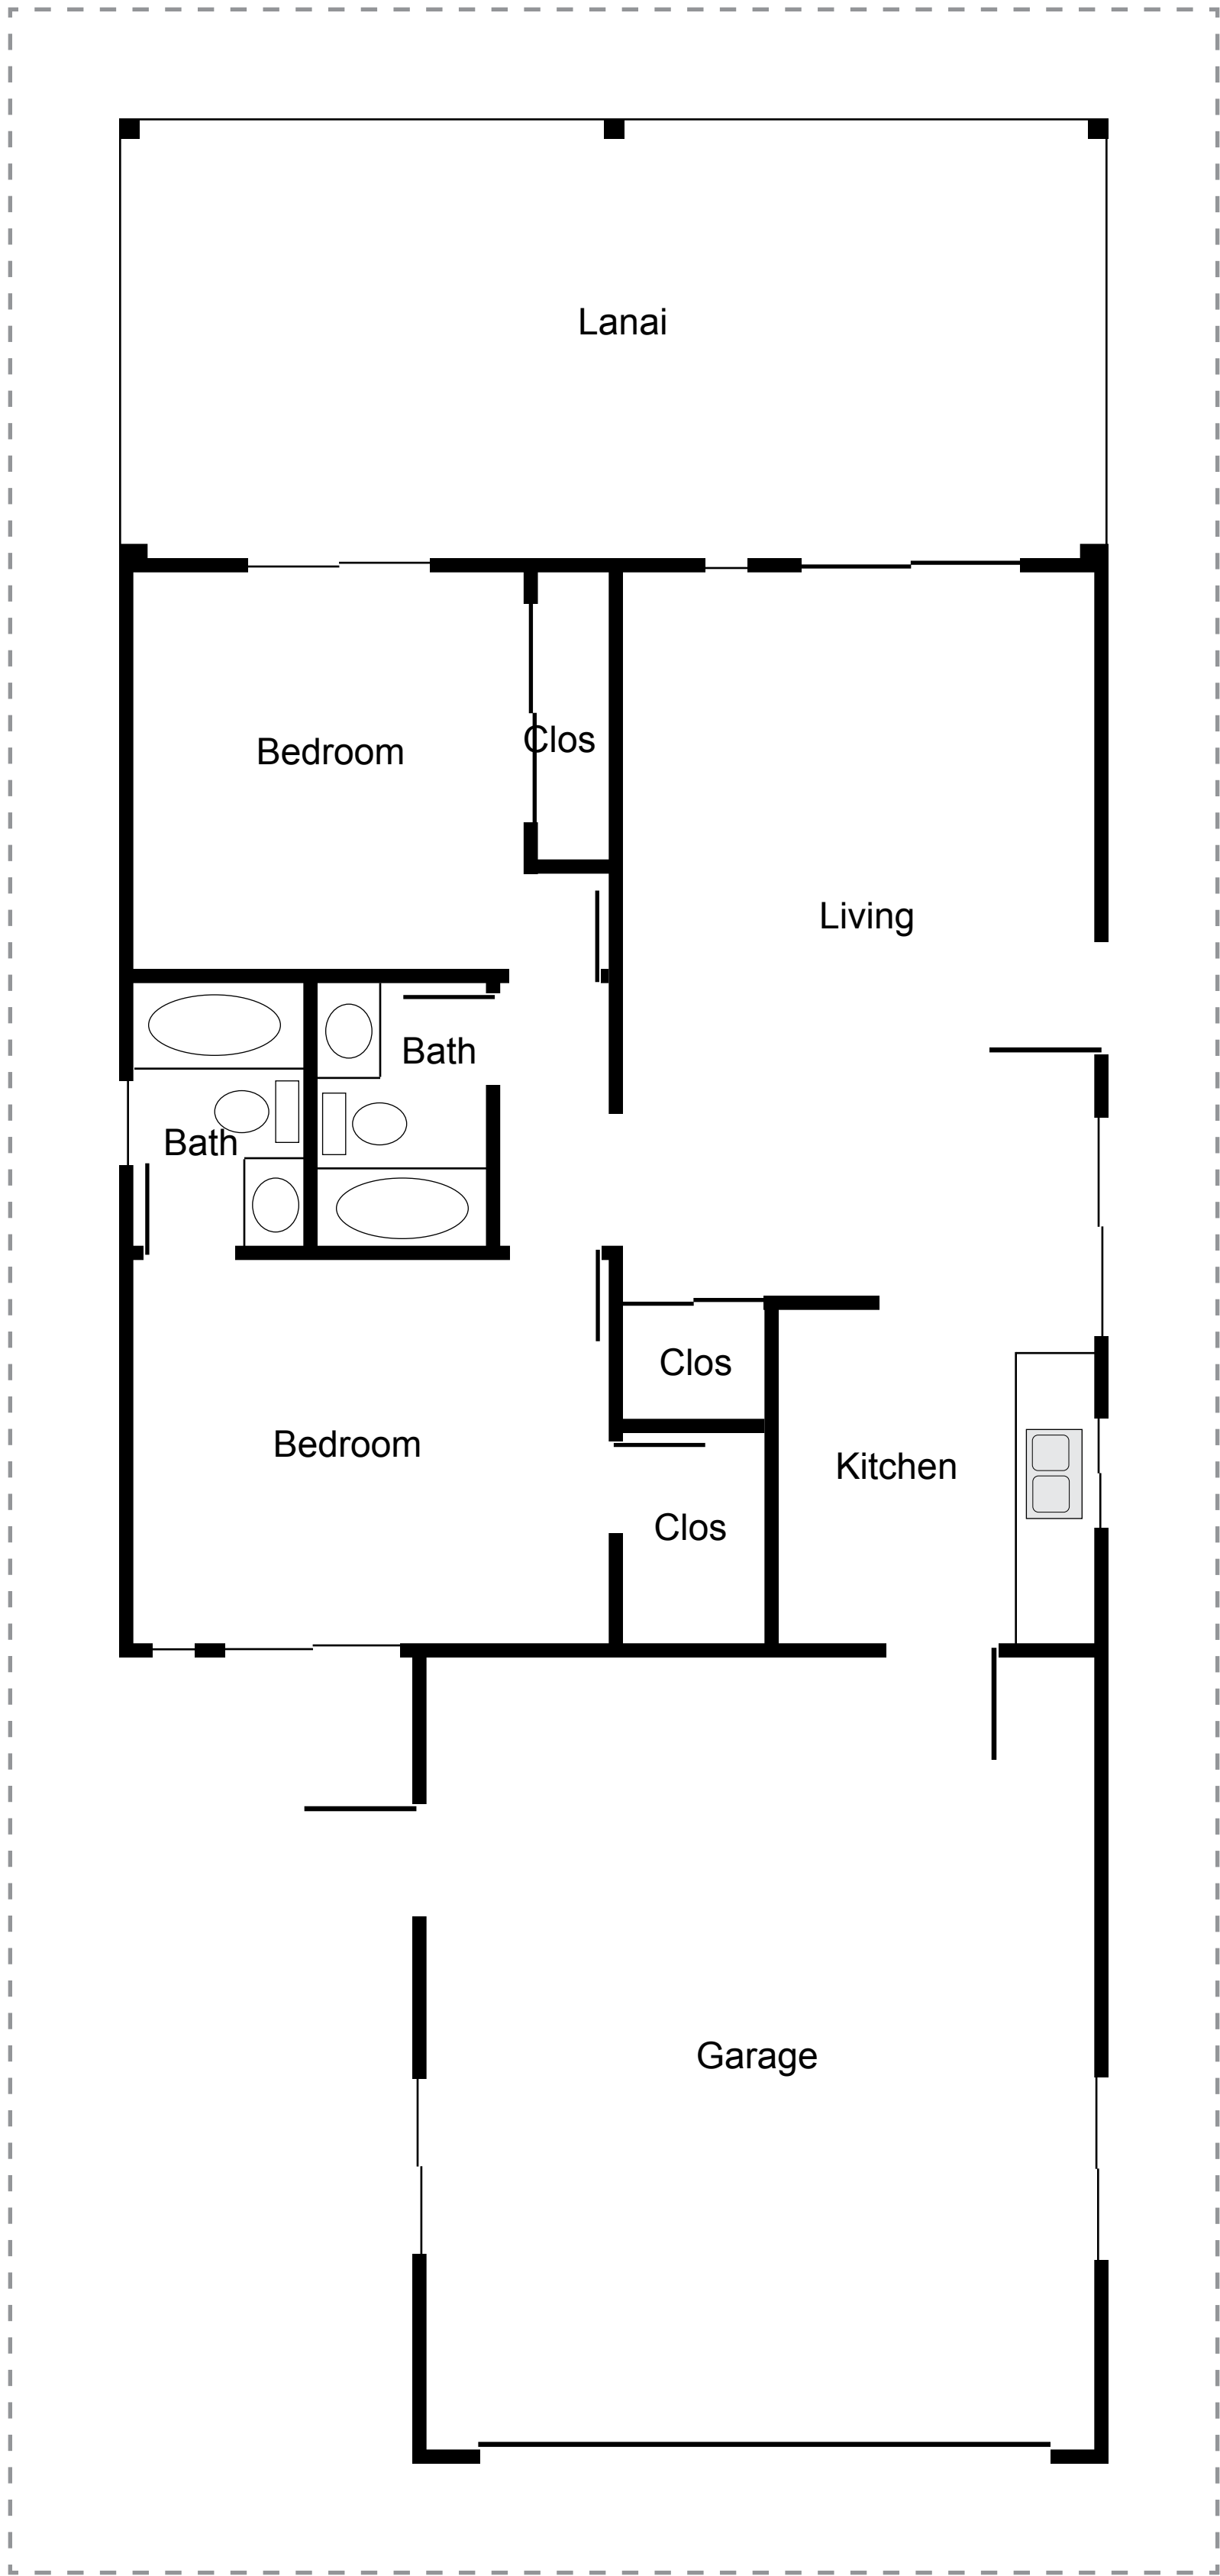 Lanai
Bedroom
Clos
Living
Bath
Bath
Clos
Bedroom
Kitchen
Clos
Garage